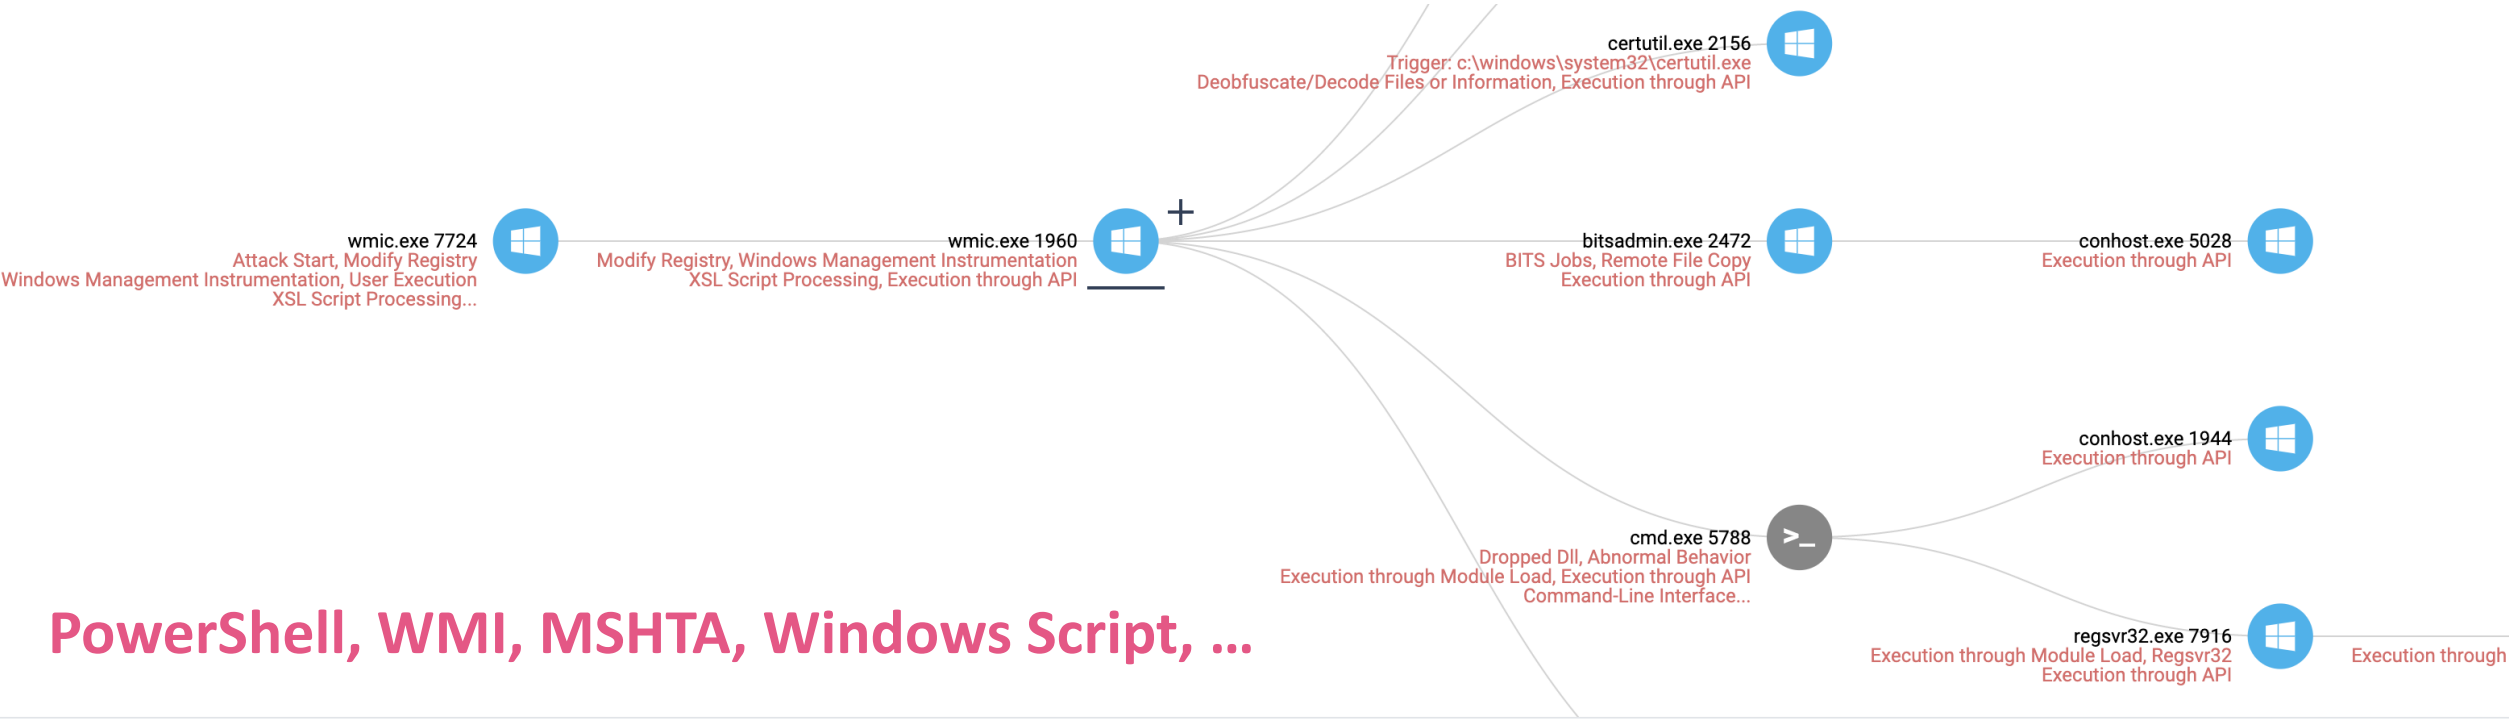 certutil.exe 2156
Trigger: c:\windows\system32\certutil.exe
Deobfuscate/Decode Files or Information, Execution through API
wmic.exe 7724
Attack Start, Modify Registry
Windows Management Instrumentation, User Execution
XSL Script Processing...
wmic.exe 1960
Modify Registry, Windows Management Instrumentation
XSL Script Processing, Execution through API
bitsadmin.exe 2472
BITS Jobs, Remote File Copy
Execution through API
conhost.exe 5028
Execution through API
conhost.exe 1944
Execution through API
cmd.exe 5788
Dropped Dll, Abnormal Behavior
Execution through Module Load, Execution through API
Command-Line Interface...
regsvr32.exe 7916
Execution through Module Load, Regsvr32
Execution through API
Execution through
PowerShell, WMI, MSHTA, Windows Script, ...